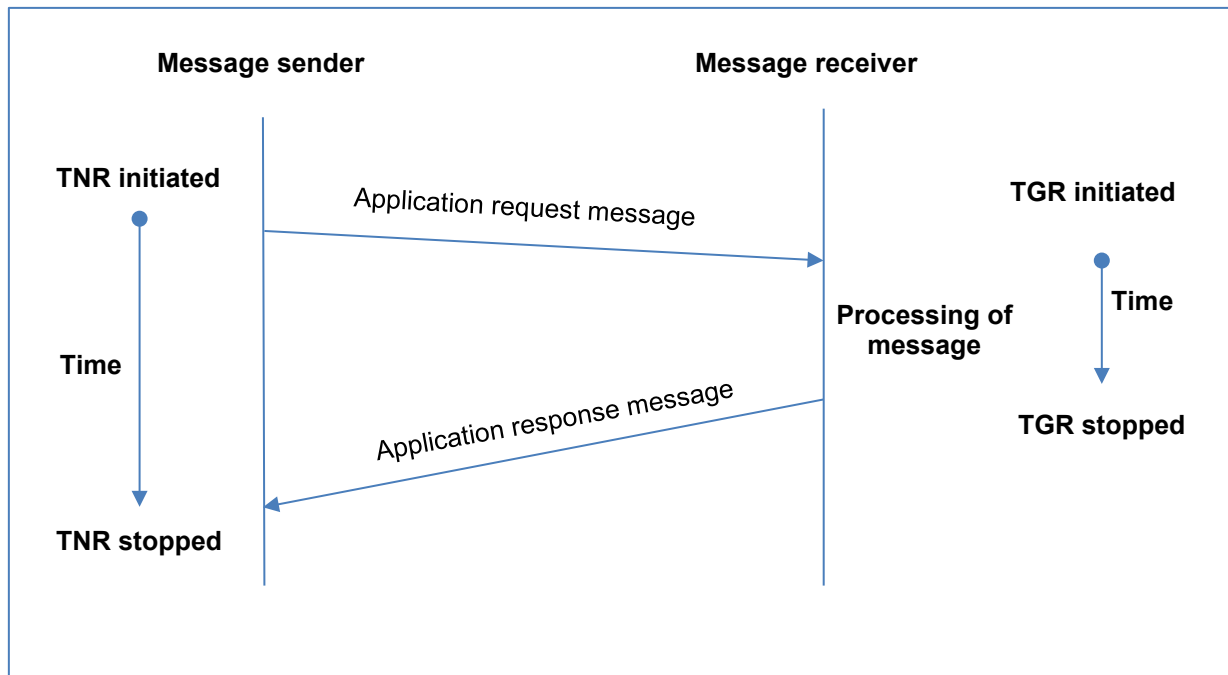 Message sender
Message receiver
TNR initiated
Application request message
TGR initiated
Time
Processing of
message
Time
Application response message
TGR stopped
TNR stopped